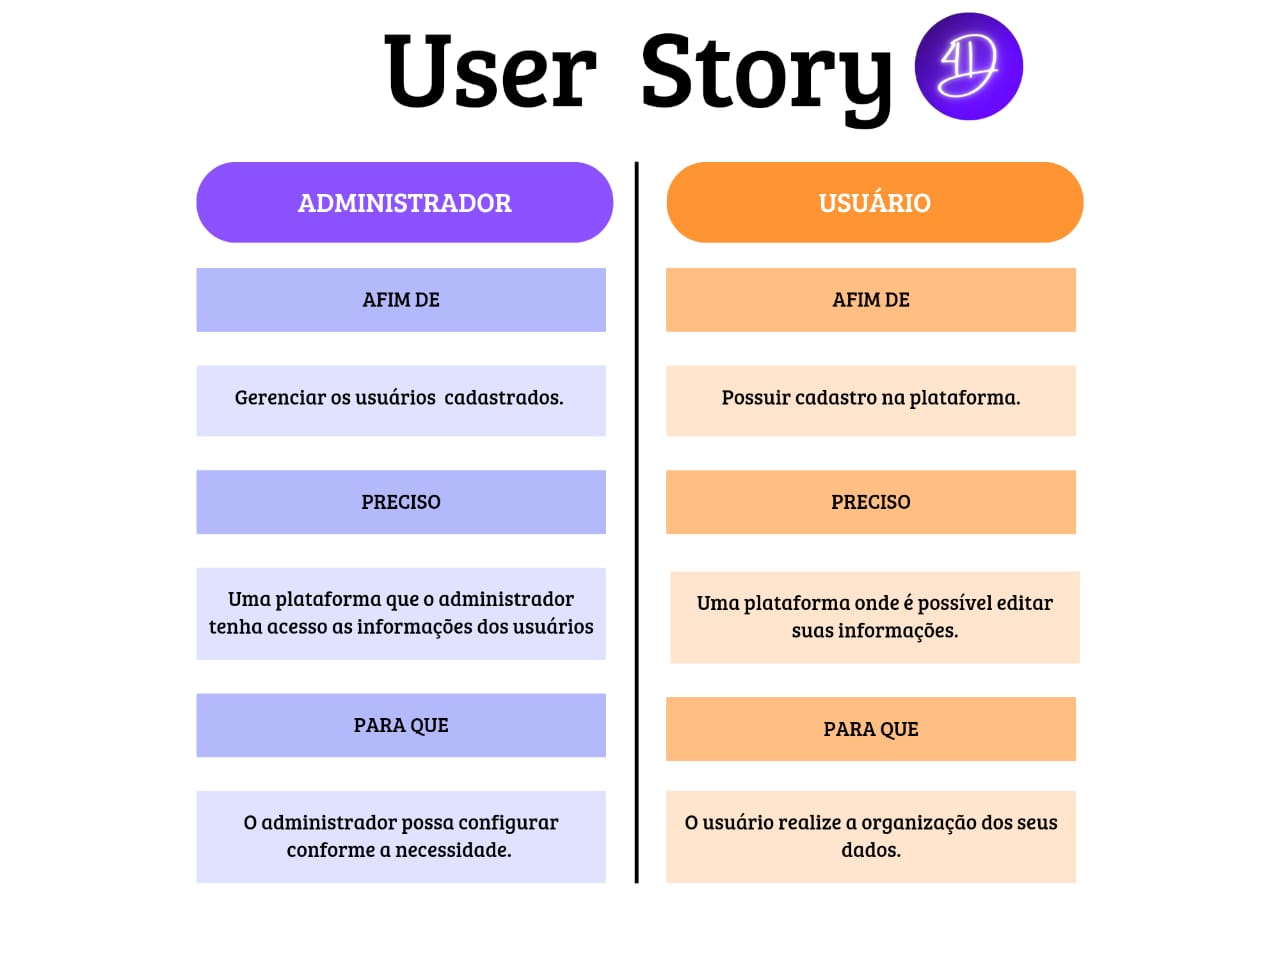 User Story
4D
ADMINISTRADOR
AFIM DE
Gerenciar os usuários cadastrados.
PRECISO
Uma plataforma que o administrador
tenha acesso as informações dos usuários
PARA QUE
O administrador possa configurar
conforme a necessidade.
USUÁRIO
AFIM DE
Possuir cadastro na plataforma.
PRECISO
Uma plataforma onde é possível editar
suas informações.
PARA QUE
O usuário realize a organização dos seus
dados.